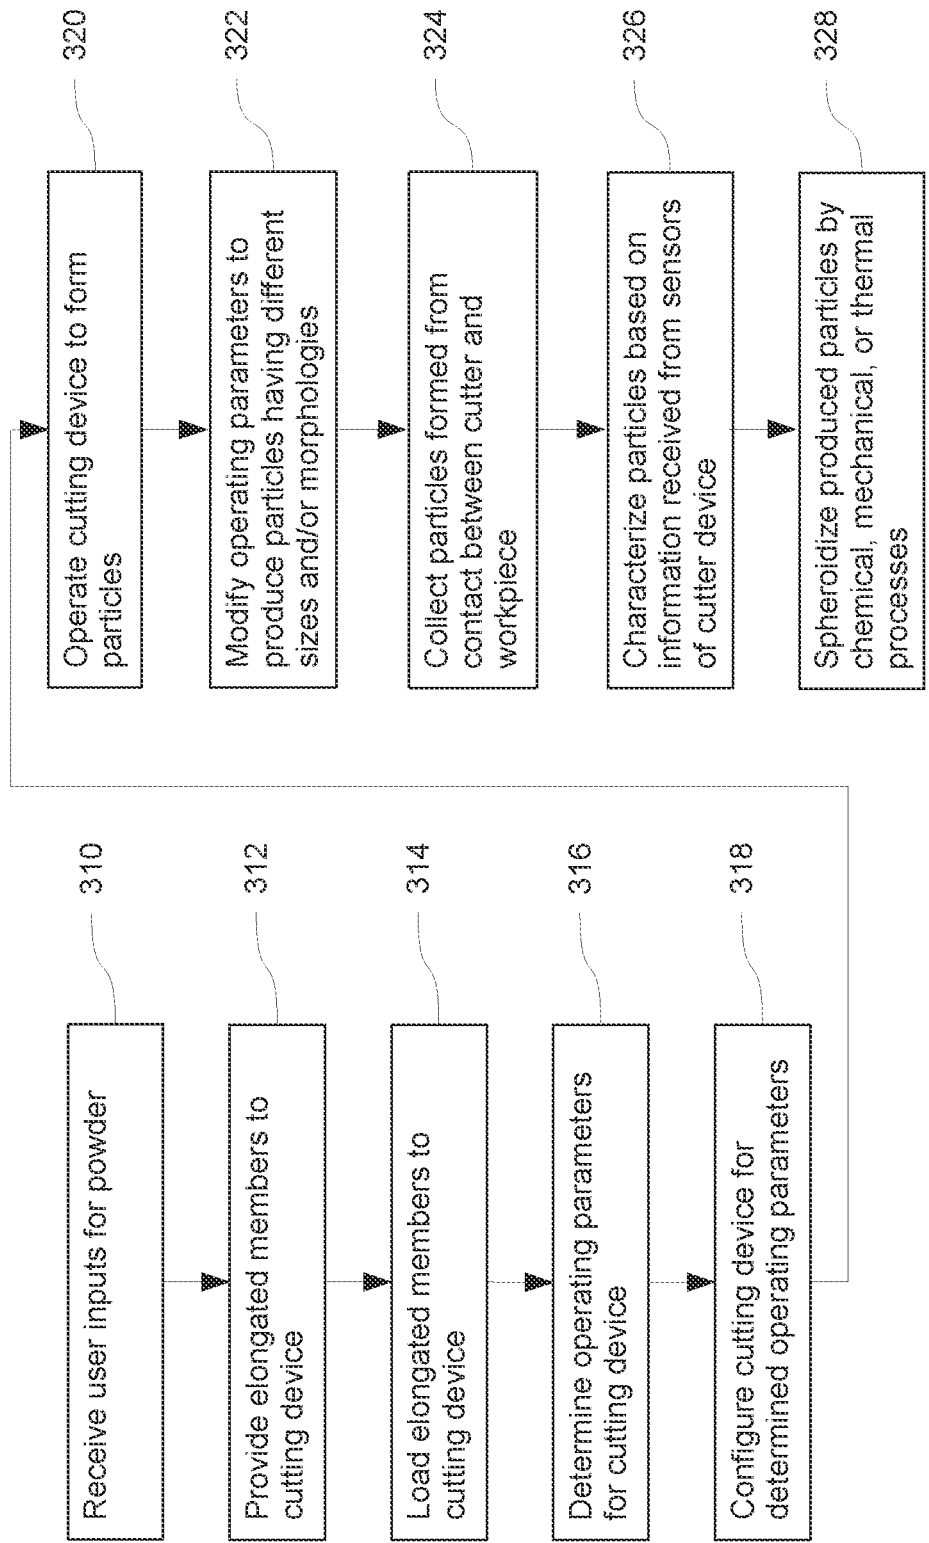 Receive user inputs for powder
310
Provide elongated members to
cutting device
312
Load elongated members to
cutting device
314
Determine operating parameters
for cutting device
316
Configure cutting device for
determined operating parameters
318
Operate cutting device to form
particles
320
Modify operating parameters to
produce particles having different
sizes and/or morphologies
322
Collect particles formed from
contact between cutter and
workpiece
324
Characterize particles based on
information received from sensors
of cutter device
326
Spheroidize produced particles by
chemical, mechanical, or thermal
processes
328